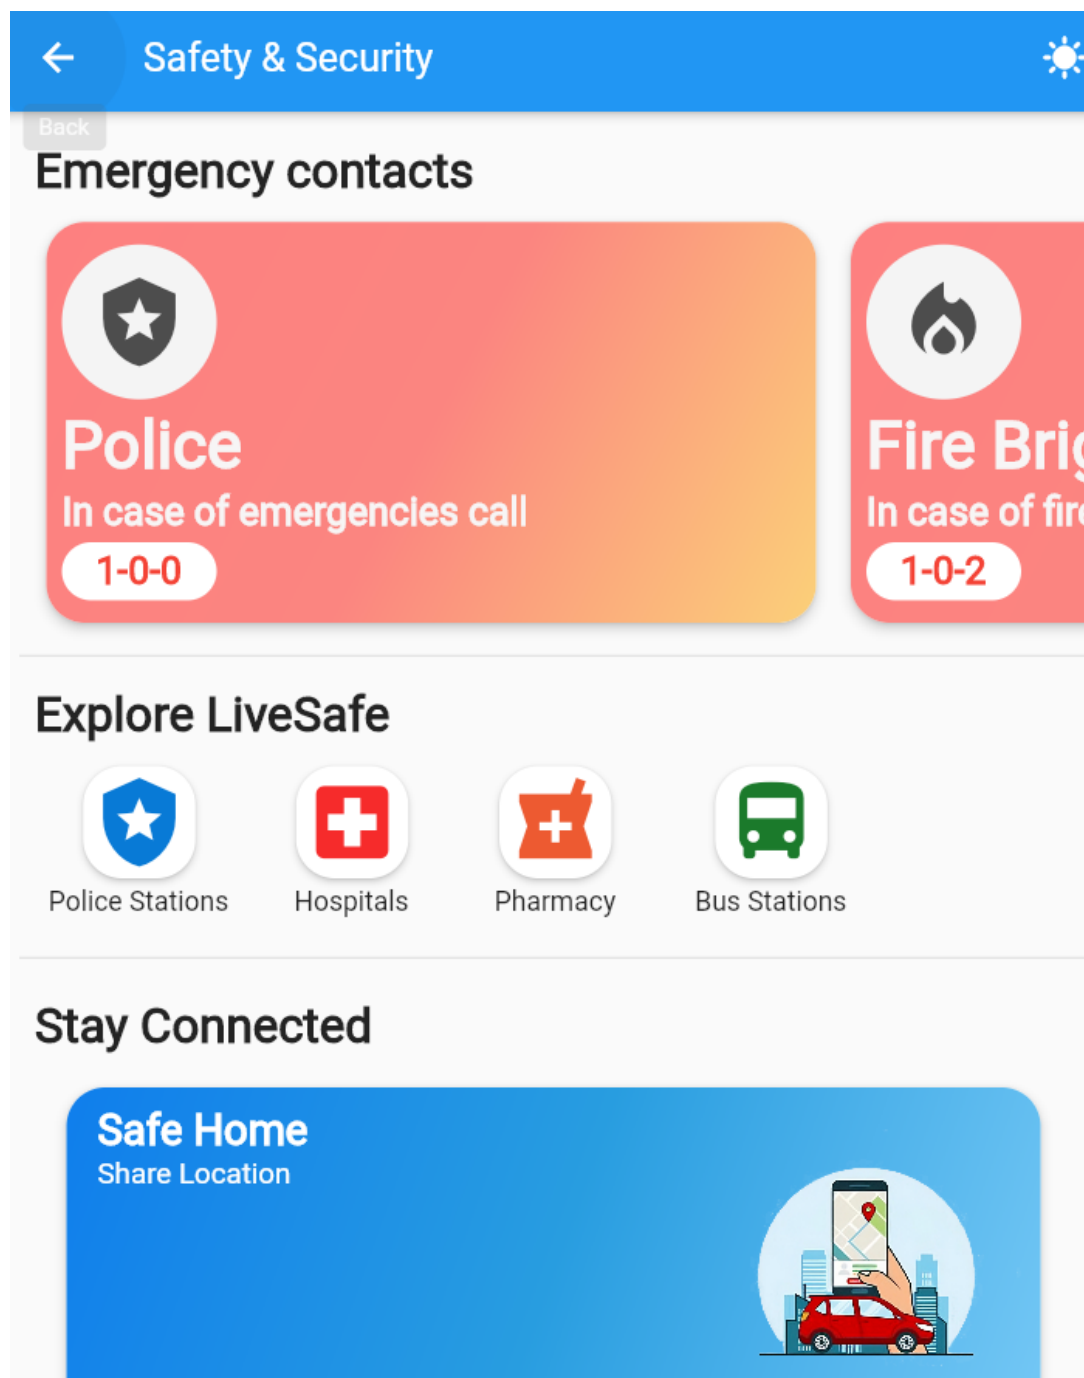 Safety & Security
Back
Emergency contacts
Police
In case of emergencies call
1-0-0
Fire Brig
In case of fire
1-0-2
Explore LiveSafe
Police Stations
Hospitals
Pharmacy
Bus Stations
Stay Connected
Safe Home
Share Location